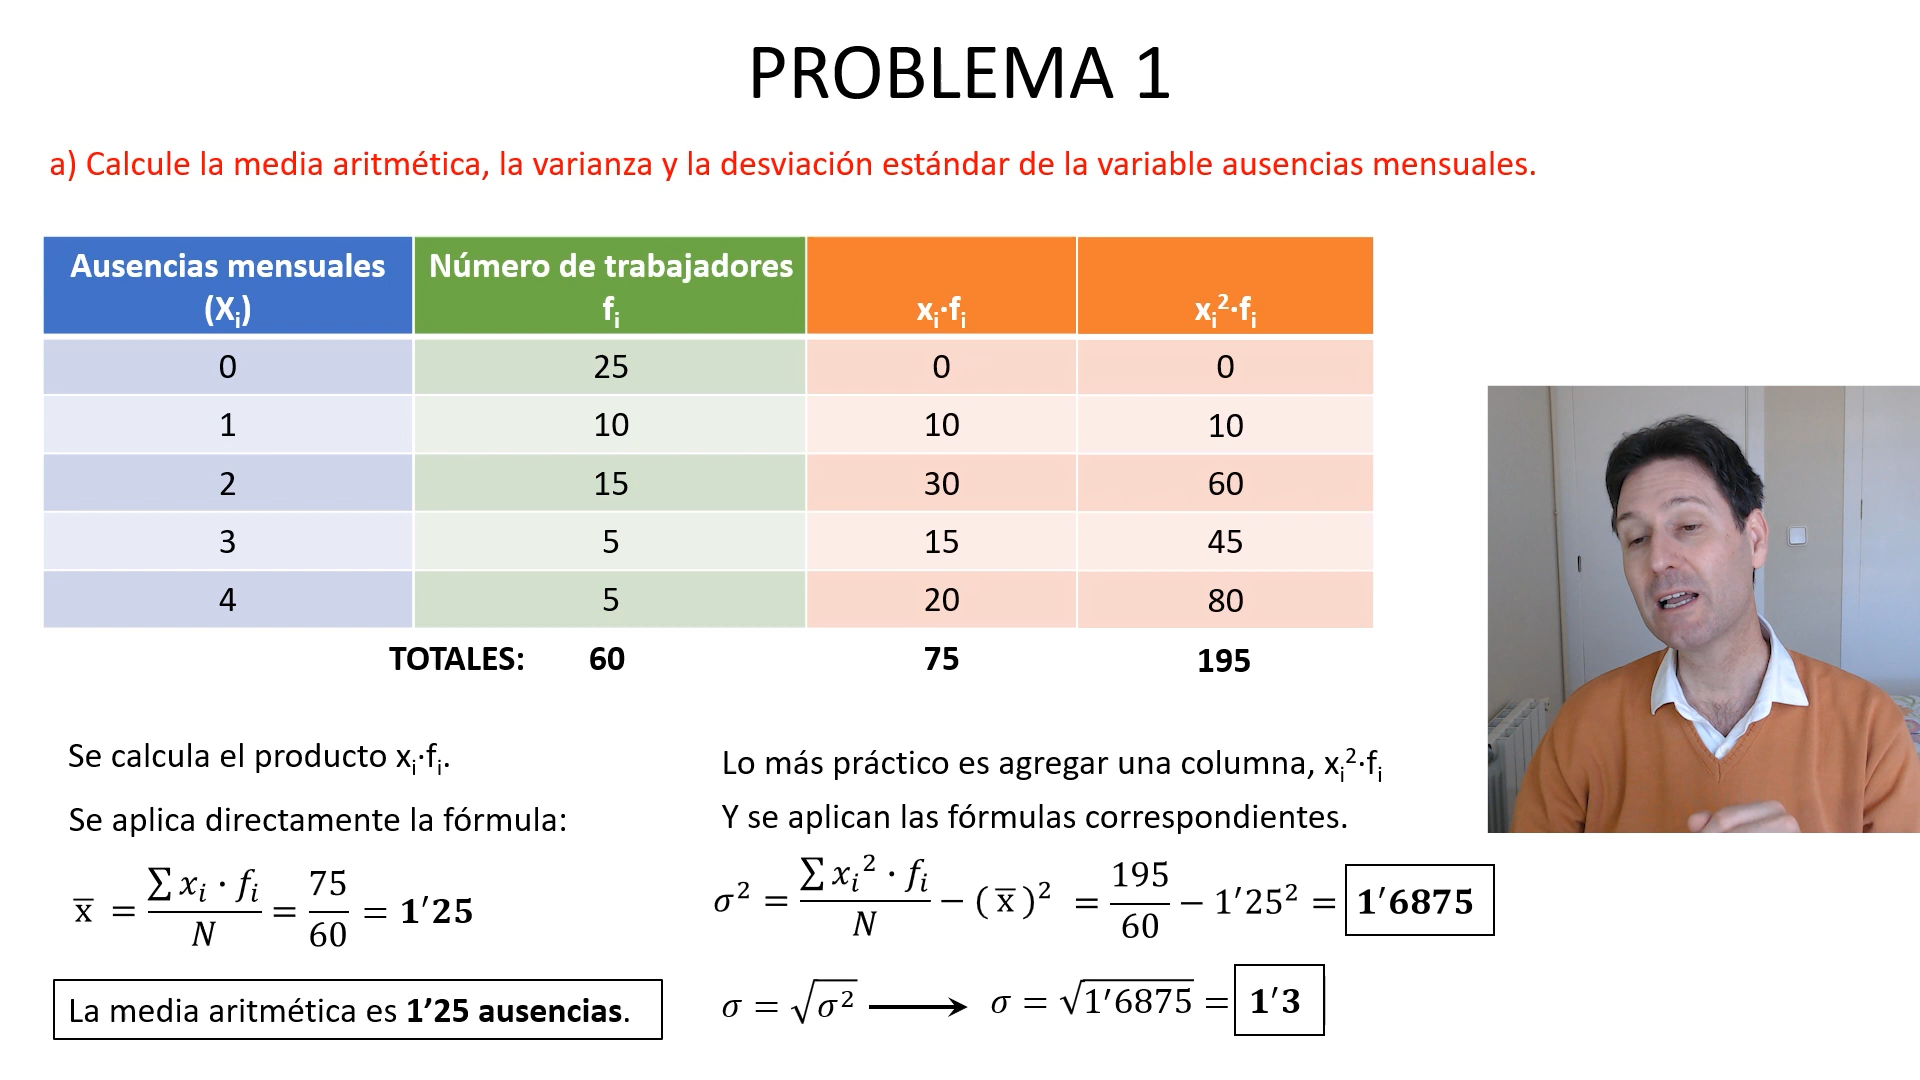 PROBLEMA 1
a) Calcule la media aritmética, la varianza y la desviación estándar de la variable ausencias mensuales.
Ausencias mensuales (Xᵢ) Número de trabajadores fᵢ xᵢ·fᵢ xᵢ²·fᵢ
0 25 0 0
1 10 10 10
2 15 30 60
3 5 15 45
4 5 20 80
TOTALES: 60 75 195
Se calcula el producto xᵢ·fᵢ.
Se aplica directamente la fórmula:
x̅ = ∑ xᵢ · fᵢ / N = 75 / 60 = 1′25
La media aritmética es 1’25 ausencias.
Lo más práctico es agregar una columna, xᵢ²·fᵢ
Y se aplican las fórmulas correspondientes.
σ² = ∑ xᵢ² · fᵢ / N − ( x̅ )² = 195 / 60 − 1′25² = 1′6875
σ = √σ² ⟶ σ = √1′6875 = 1′3